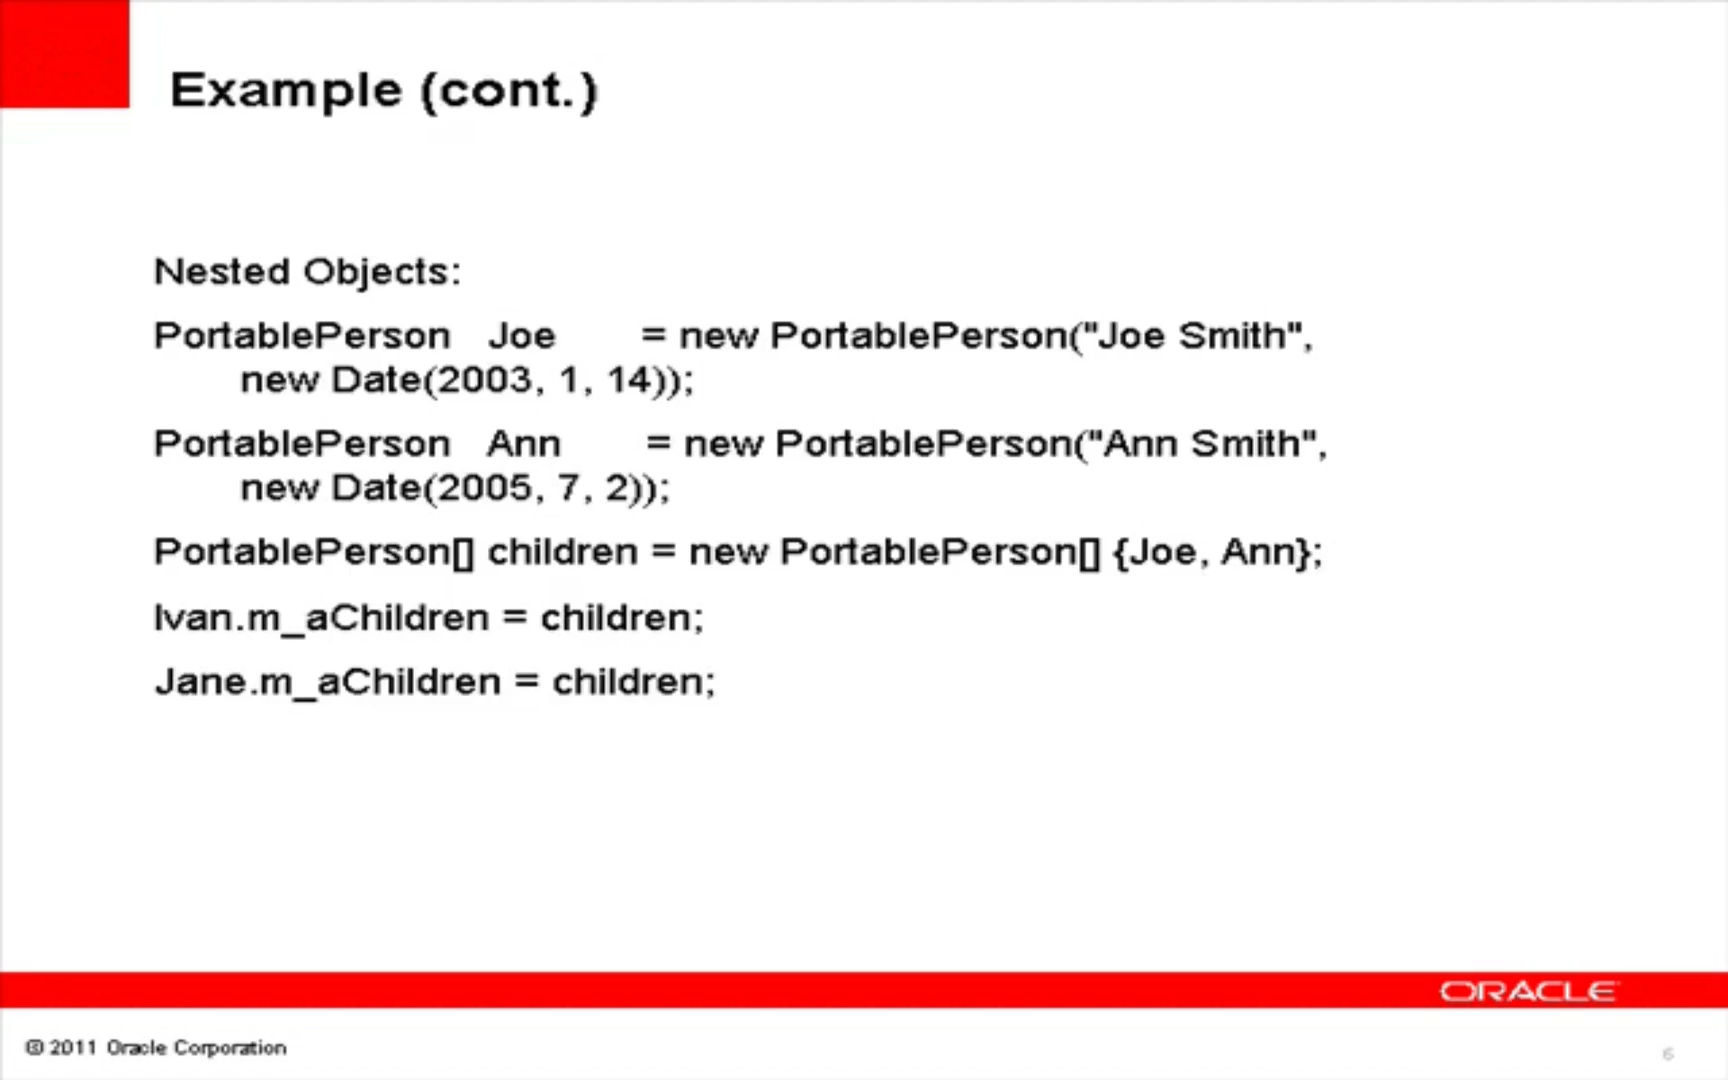 Example (cont.)
Nested Objects:
PortablePerson Joe = new PortablePerson("Joe Smith",
new Date(2003, 1, 14));
PortablePerson Ann = new PortablePerson("Ann Smith",
new Date(2005, 7, 2));
PortablePerson[] children = new PortablePerson[] {Joe, Ann};
Ivan.m_aChildren = children;
Jane.m_aChildren = children;
ORACLE
© 2011 Oracle Corporation
6